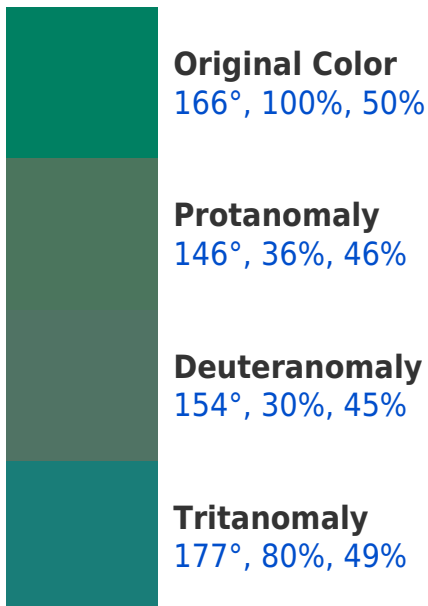 Original Color
166°, 100%, 50%
Protanomaly
146°, 36%, 46%
Deuteranomaly
154°, 30%, 45%
Tritanomaly
177°, 80%, 49%